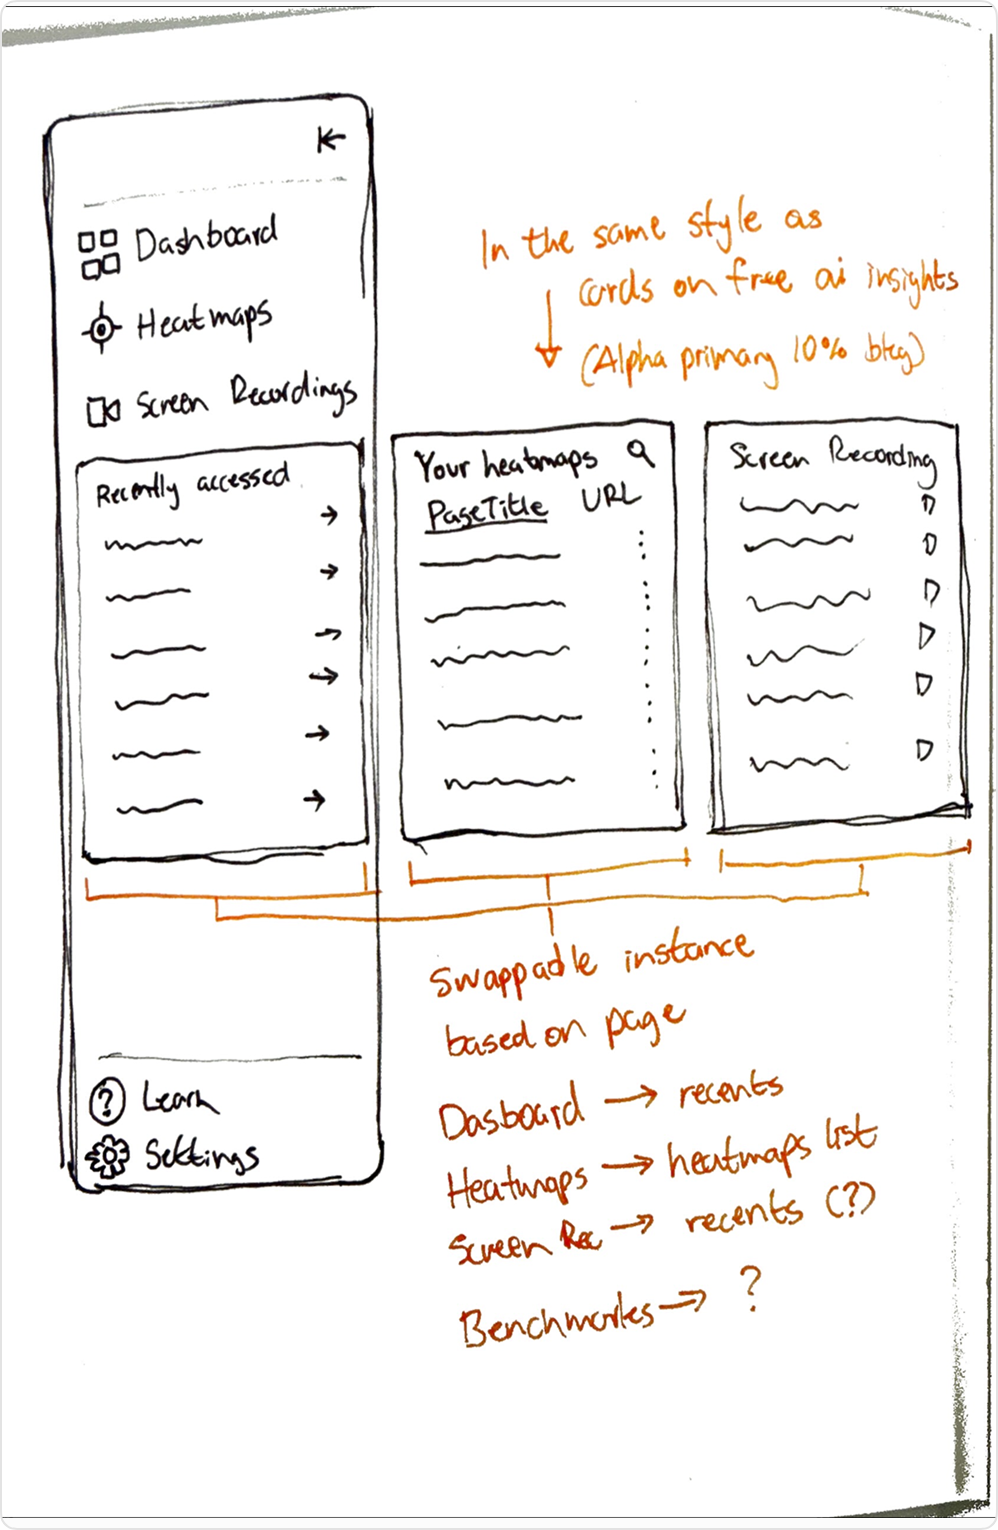 Dashboard
Heatmaps
Screen Recordings
In the same style as
cards on free ai insights
(Alpha primary 10% bkg)
Recently accessed
Your heatmaps
Page Title URL
Screen Recording
Swappable instance
based on page
Dasboard → recents
Heatmaps → heatmaps list
Screen Rec → recents (?)
Benchmarks → ?
? Learn
Settings